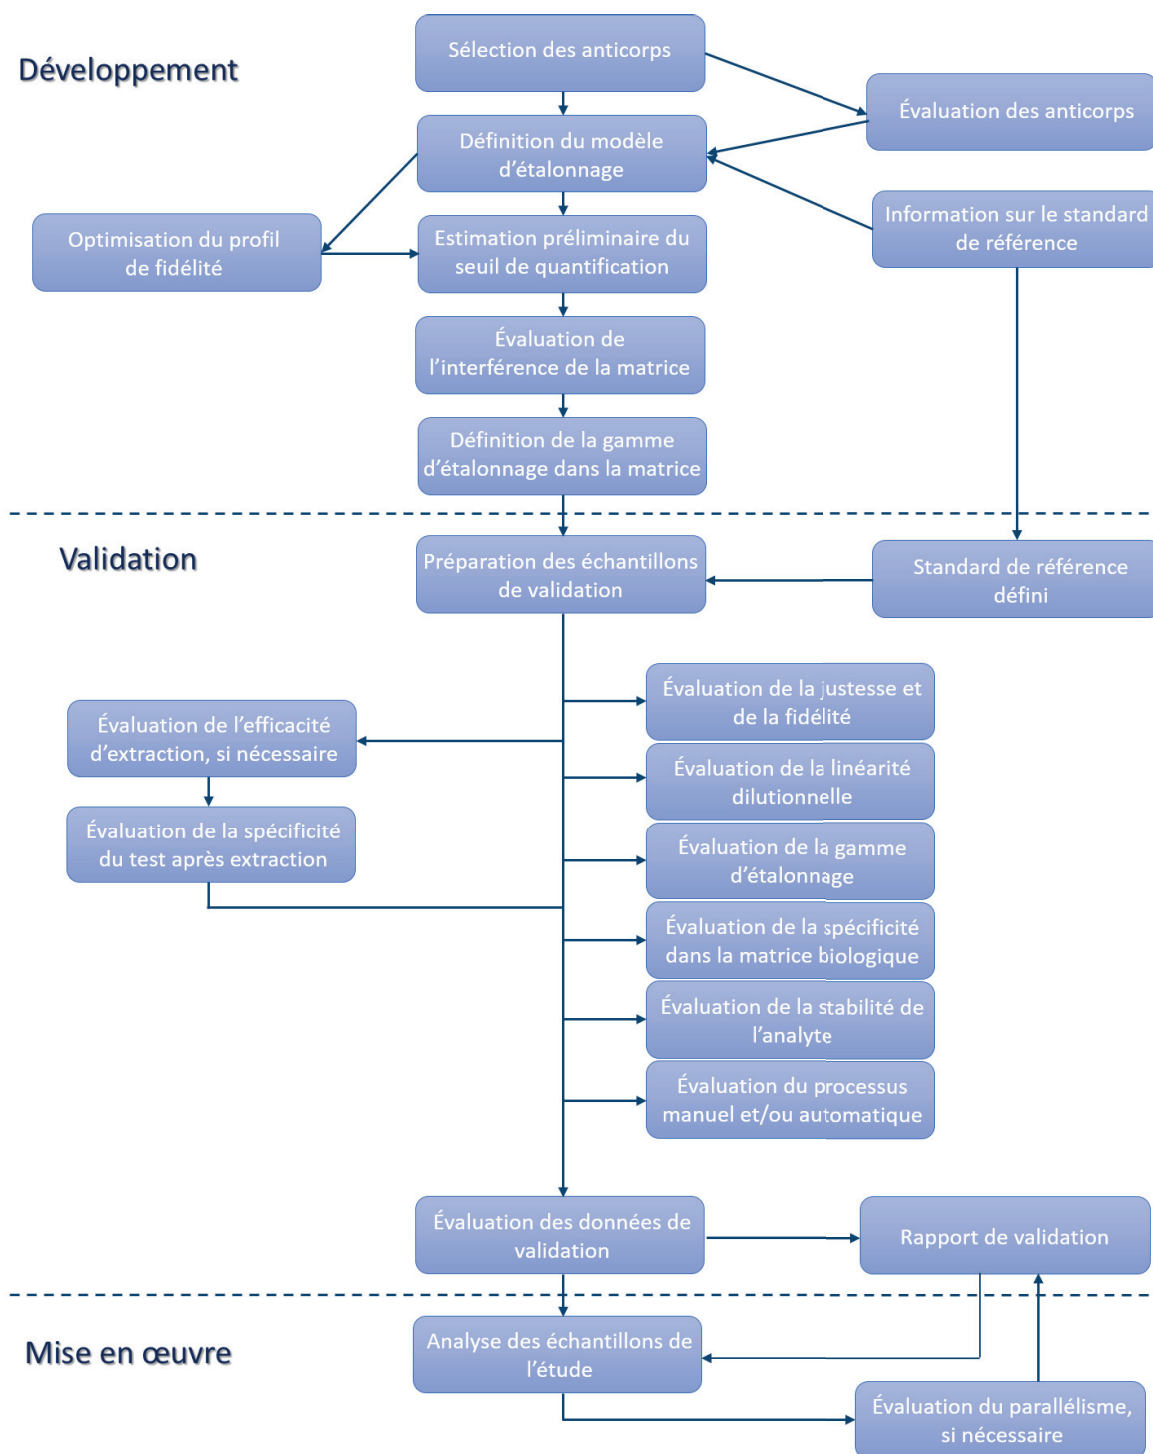 Développement
Sélection des anticorps
Évaluation des anticorps
Définition du modèle
d’étalonnage
Information sur le standard
de référence
Optimisation du profil
de fidélité
Estimation préliminaire du
seuil de quantification
Évaluation de
l’interférence de la matrice
Définition de la gamme
d’étalonnage dans la matrice
Validation
Préparation des échantillons
de validation
Standard de référence
défini
Évaluation de la justesse et
de la fidélité
Évaluation de l’efficacité
d’extraction, si nécessaire
Évaluation de la linéarité
dilutionnelle
Évaluation de la spécificité
du test après extraction
Évaluation de la gamme
d’étalonnage
Évaluation de la spécificité
dans la matrice biologique
Évaluation de la stabilité de
l’analyte
Évaluation du processus
manuel et/ou automatique
Évaluation des données de
validation
Rapport de validation
Mise en œuvre
Analyse des échantillons de
l’étude
Évaluation du parallélisme,
si nécessaire